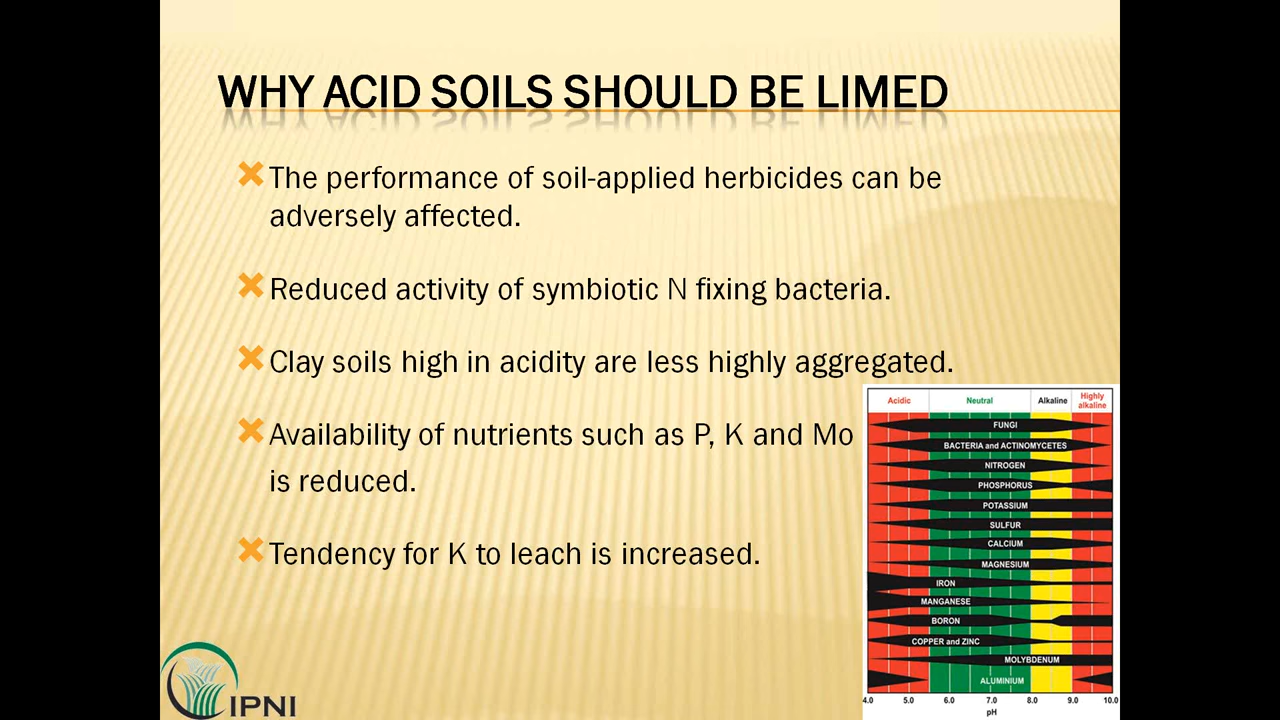 WHY ACID SOILS SHOULD BE LIMED
The performance of soil-applied herbicides can be
adversely affected.
Reduced activity of symbiotic N fixing bacteria.
Clay soils high in acidity are less highly aggregated.
Availability of nutrients such as P, K and Mo
is reduced.
Tendency for K to leach is increased.
Acidic Neutral Alkaline Highly
alkaline
FUNGI
BACTERIA and ACTINOMYCETES
NITROGEN
PHOSPHORUS
POTASSIUM
SULFUR
CALCIUM
MAGNESIUM
IRON
MANGANESE
BORON
COPPER and ZINC
MOLYBDENUM
ALUMINIUM
4.0 5.0 6.0 7.0 8.0 9.0 10.0
pH
IPNI